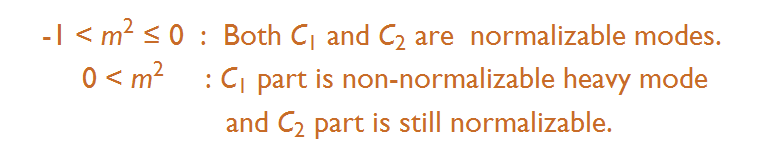 -1 < m² ≤ 0 : Both C₁ and C₂ are normalizable modes.
0 < m² : C₁ part is non-normalizable heavy mode
and C₂ part is still normalizable.